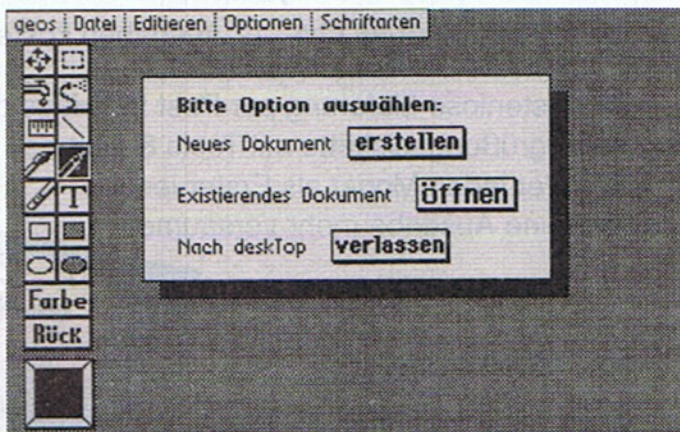 geos Datei Editieren Optionen Schriftarten
Bitte Option auswählen:
Neues Dokument erstellen
Existierendes Dokument öffnen
Nach deskTop verlassen
T
Farbe
Rück